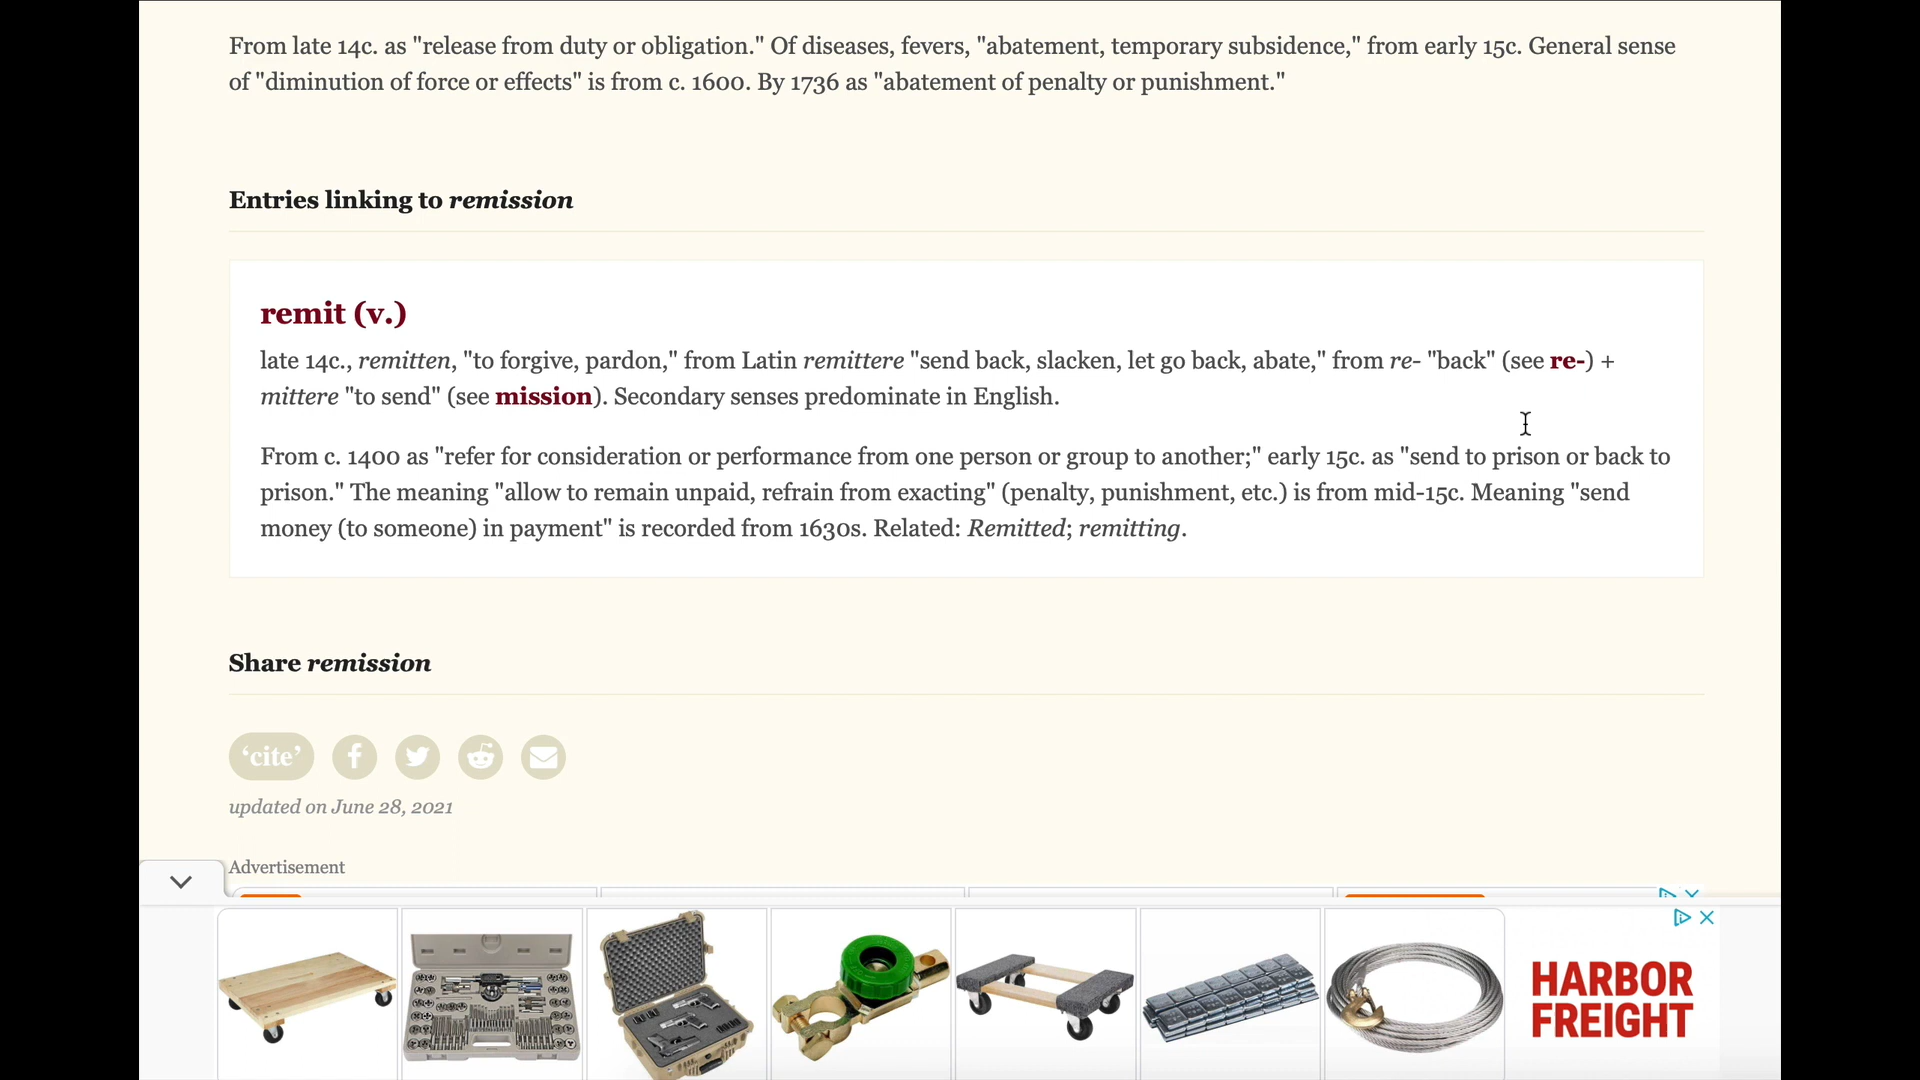 From late 14c. as "release from duty or obligation." Of diseases, fevers, "abatement, temporary subsidence," from early 15c. General sense
of "diminution of force or effects" is from c. 1600. By 1736 as "abatement of penalty or punishment."
Entries linking to remission
remit (v.)
late 14c., remitten, "to forgive, pardon," from Latin remittere "send back, slacken, let go back, abate," from re- "back" (see re-) +
mittere "to send" (see mission). Secondary senses predominate in English.
From c. 1400 as "refer for consideration or performance from one person or group to another;" early 15c. as "send to prison or back to
prison." The meaning "allow to remain unpaid, refrain from exacting" (penalty, punishment, etc.) is from mid-15c. Meaning "send
money (to someone) in payment" is recorded from 1630s. Related: Remitted; remitting.
Share remission
‘cite’
updated on June 28, 2021
Advertisement
HARBOR
FREIGHT